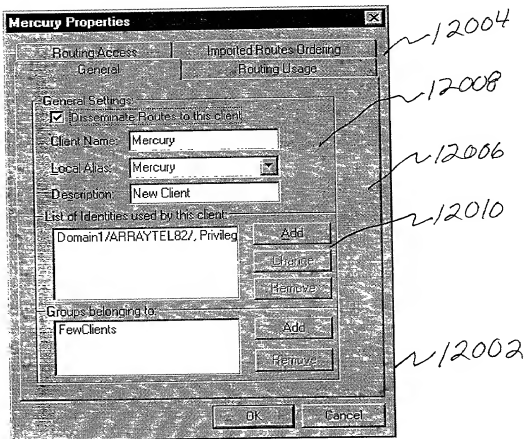 Mercury Properties
12004
Routing Access
Imported Routes Ordering
General
Routing Usage
General Settings:
12008
Disseminate Routes to this client
Client Name: Mercury
Local Alias: Mercury
12006
Description: New Client
List of Identities used by this client:
12010
Domain1/ARRAYTEL82/, Privileg
Add
Change
Remove
Groups belonging to:
FewClients
Add
Remove
12002
OK
Cancel